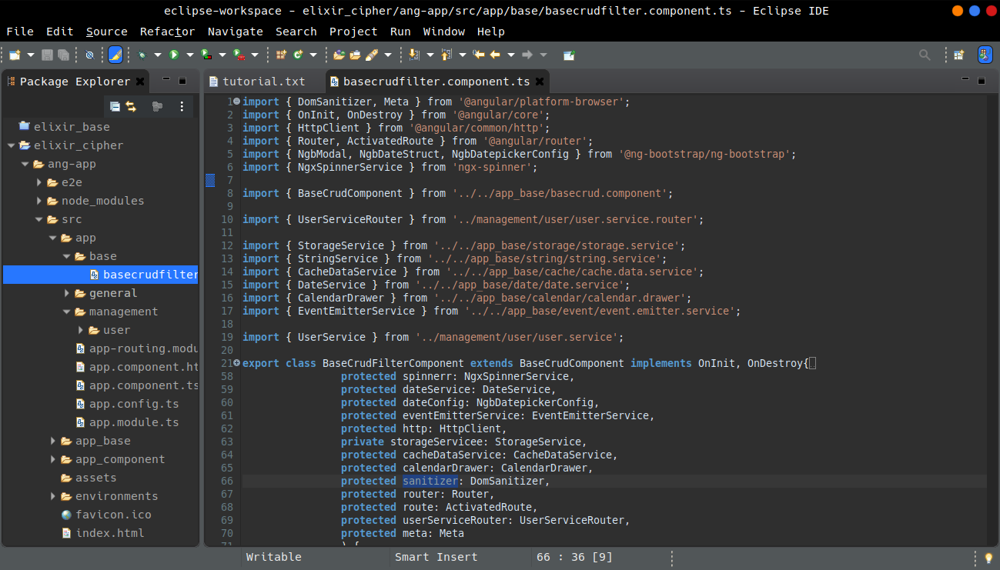 eclipse-workspace - elixir_cipher/ang-app/src/app/base/basecrudfilter.component.ts - Eclipse IDE
File Edit Source Refactor Navigate Search Project Run Window Help
Package Explorer
elixir_base
elixir_cipher
ang-app
e2e
node_modules
src
app
base
basecrudfilter
general
management
user
app-routing.modu
app.component.ht
app.component.ts
app.config.ts
app.module.ts
app_base
app_component
assets
environments
favicon.ico
index.html
tutorial.txt basecrudfilter.component.ts
1 import { DomSanitizer, Meta } from '@angular/platform-browser';
2 import { OnInit, OnDestroy } from '@angular/core';
3 import { HttpClient } from '@angular/common/http';
4 import { Router, ActivatedRoute } from '@angular/router';
5 import { NgbModal, NgbDateStruct, NgbDatepickerConfig } from '@ng-bootstrap/ng-bootstrap';
6 import { NgxSpinnerService } from 'ngx-spinner';
7
8 import { BaseCrudComponent } from '../../app_base/basecrud.component';
9
10 import { UserServiceRouter } from '../management/user/user.service.router';
11
12 import { StorageService } from '../../app_base/storage/storage.service';
13 import { StringService } from '../../app_base/string/string.service';
14 import { CacheDataService } from '../../app_base/cache/cache.data.service';
15 import { DateService } from '../../app_base/date/date.service';
16 import { CalendarDrawer } from '../../app_base/calendar/calendar.drawer';
17 import { EventEmitterService } from '../../app_base/event/event.emitter.service';
18
19 import { UserService } from '../management/user/user.service';
20
21 export class BaseCrudFilterComponent extends BaseCrudComponent implements OnInit, OnDestroy{
58 protected spinnerr: NgxSpinnerService,
59 protected dateService: DateService,
60 protected dateConfig: NgbDatepickerConfig,
61 protected eventEmitterService: EventEmitterService,
62 protected http: HttpClient,
63 private storageServicee: StorageService,
64 protected cacheDataService: CacheDataService,
65 protected calendarDrawer: CalendarDrawer,
66 protected sanitizer: DomSanitizer,
67 protected router: Router,
68 protected route: ActivatedRoute,
69 protected userServiceRouter: UserServiceRouter,
70 protected meta: Meta
71 ) {
Writable Smart Insert 66 : 36 [9]